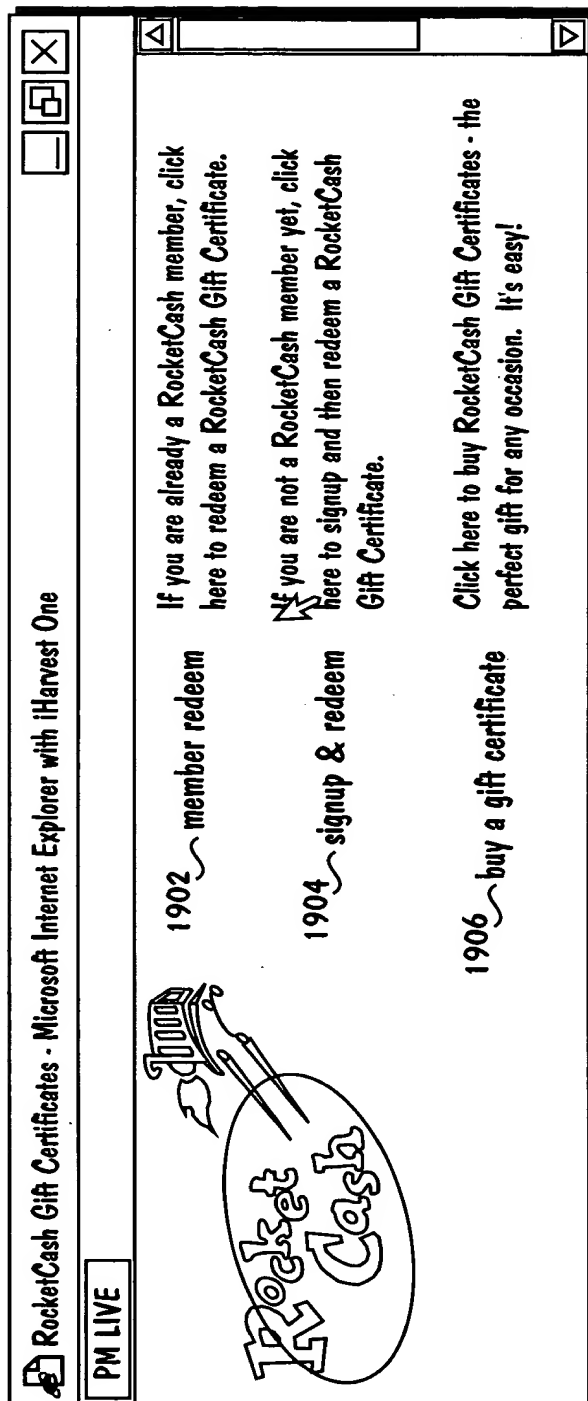 RocketCash Gift Certificates - Microsoft Internet Explorer with iHarvest One
PM LIVE
Rocket
Cash
1902
member redeem
If you are already a RocketCash member, click
here to redeem a RocketCash Gift Certificate.
1904
signup & redeem
If you are not a RocketCash member yet, click
here to signup and then redeem a RocketCash
Gift Certificate.
1906
buy a gift certificate
Click here to buy RocketCash Gift Certificates - the
perfect gift for any occasion. It's easy!